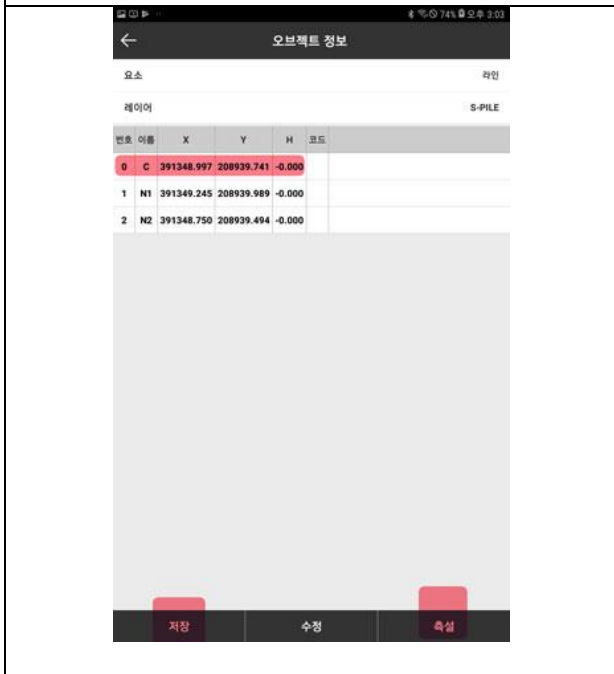 74% 오후 3:03
오브젝트 정보
요소 라인
레이어 S-PILE
번호 이름 X Y H 코드
0 C 391348.997 208939.741 -0.000
1 N1 391349.245 208939.989 -0.000
2 N2 391348.750 208939.494 -0.000
저장 수정 측설